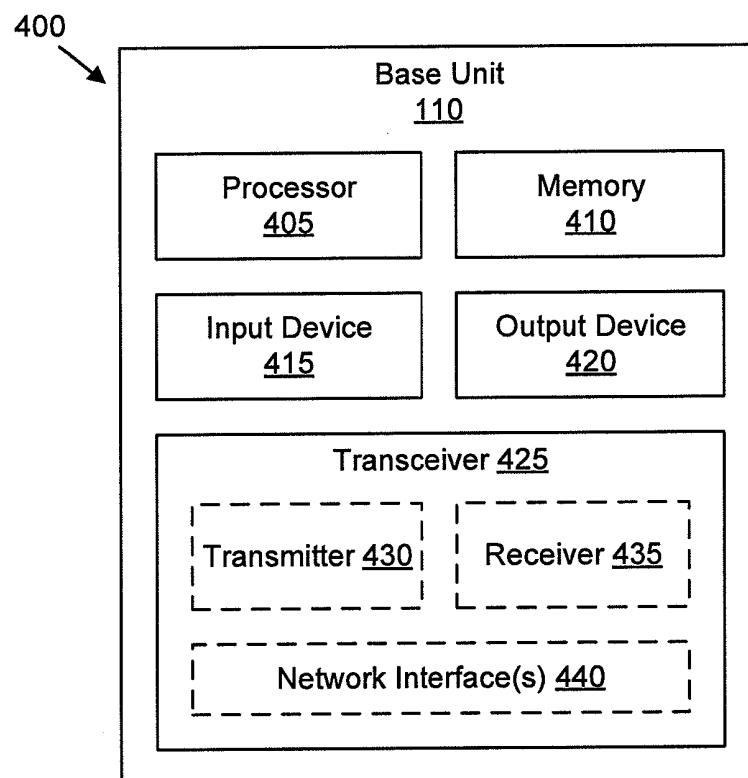 400
Base Unit
110
Processor
405
Memory
410
Input Device
415
Output Device
420
Transceiver 425
Transmitter 430
Receiver 435
Network Interface(s) 440